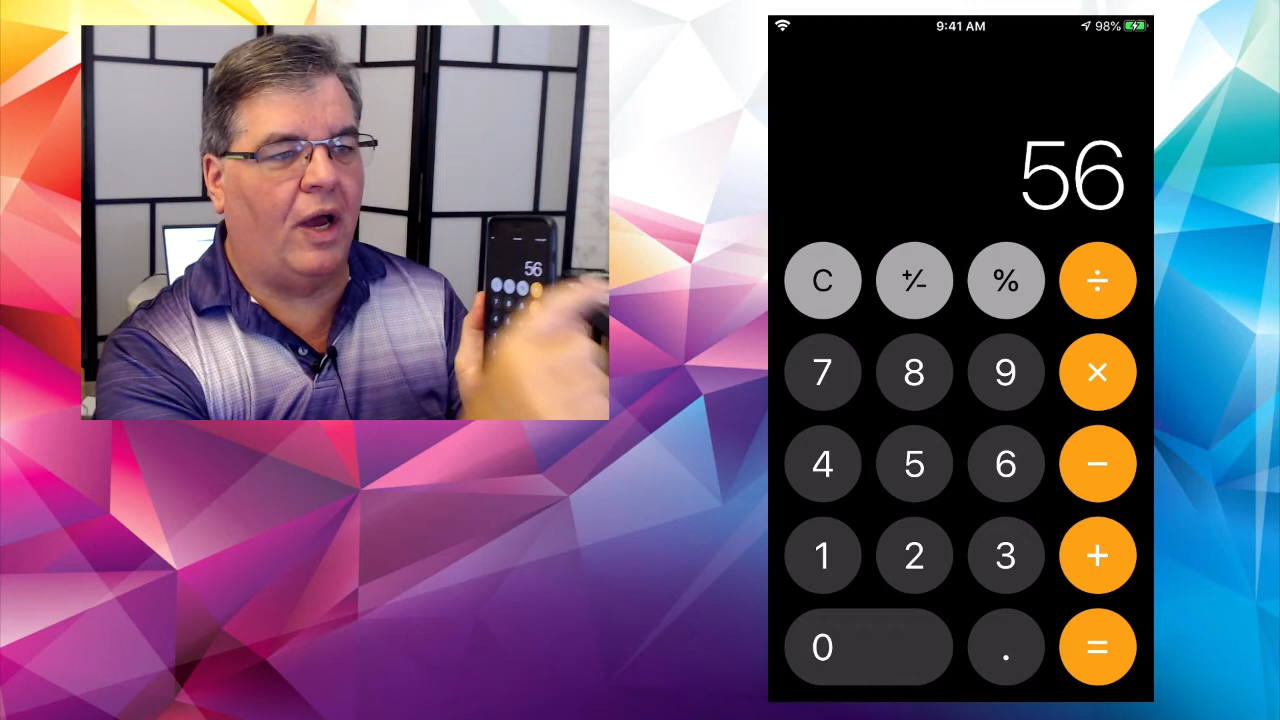 9:41 AM 98%
56
C +/- % ÷
7 8 9 ×
4 5 6 −
1 2 3 +
0 . =
56